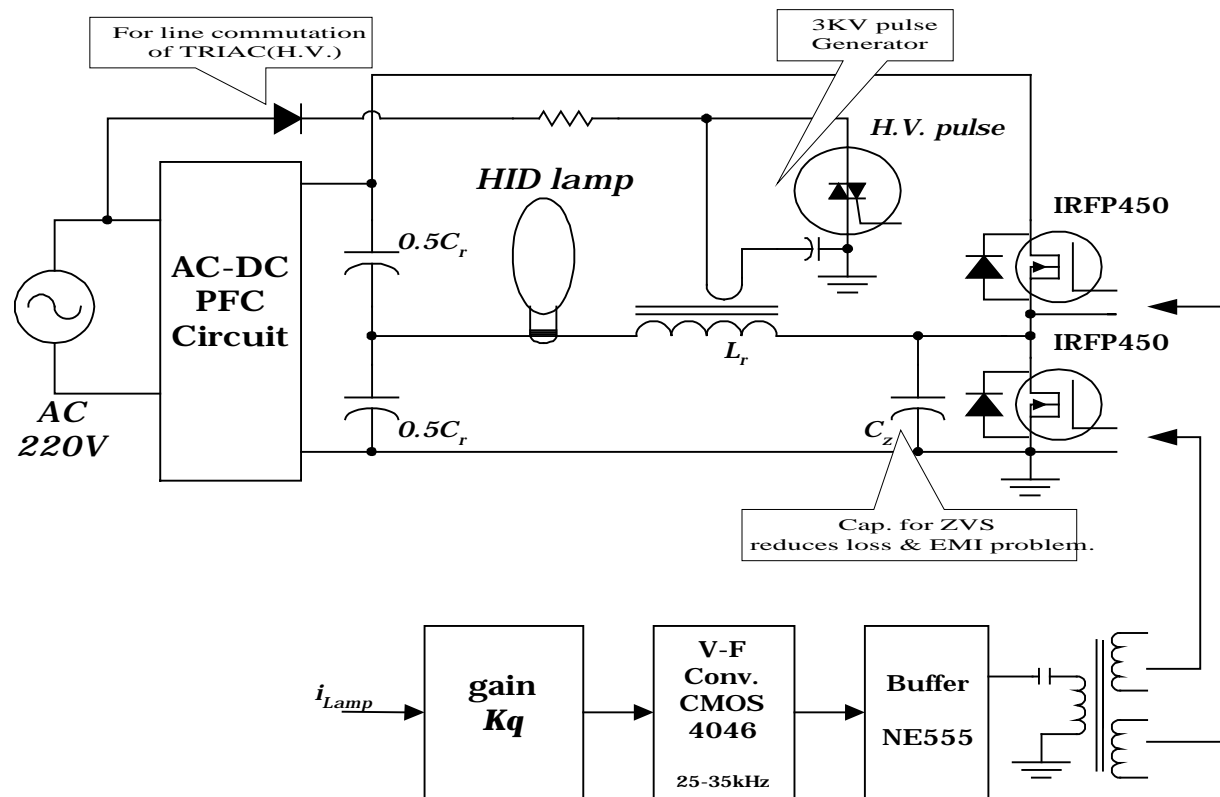 For line commutation
of TRIAC(H.V.)
3KV pulse
Generator
H.V. pulse
HID lamp
IRFP450
0.5Cr
AC-DC
PFC
Circuit
Lr
IRFP450
AC
220V
0.5Cr
Cz
Cap. for ZVS
reduces loss & EMI problem.
iLamp
gain
Kq
V-F
Conv.
CMOS
4046
25-35kHz
Buffer
NE555